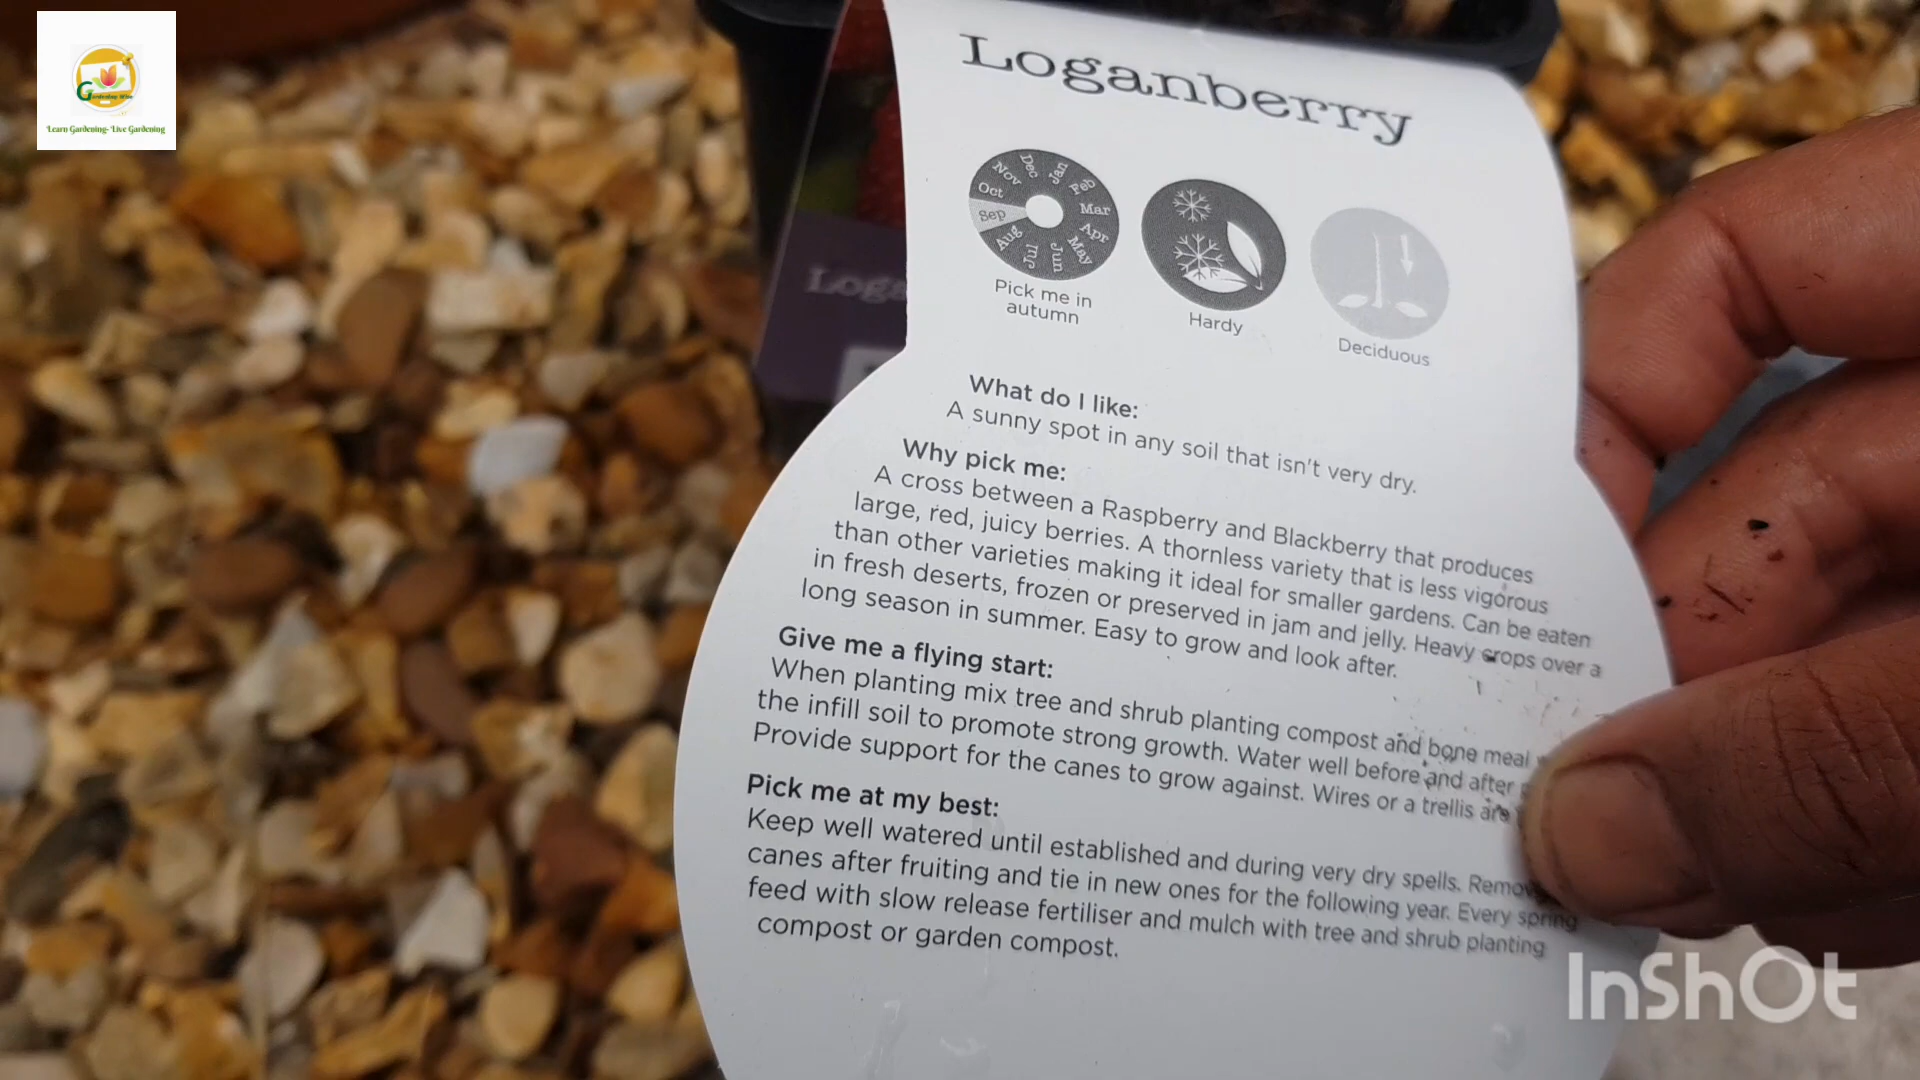 Gardening Wise
Learn Gardening- Live Gardening
Loganberry
Jan
Feb
Mar
Apr
May
Jun
Jul
Aug
Sep
Oct
Nov
Dec
Pick me in
autumn
Hardy
Deciduous
Loga
What do I like:
A sunny spot in any soil that isn't very dry.
Why pick me:
A cross between a Raspberry and Blackberry that produces
large, red, juicy berries. A thornless variety that is less vigorous
than other varieties making it ideal for smaller gardens. Can be eaten
in fresh deserts, frozen or preserved in jam and jelly. Heavy crops over a
long season in summer. Easy to grow and look after.
Give me a flying start:
When planting mix tree and shrub planting compost and bone meal
the infill soil to promote strong growth. Water well before and after
Provide support for the canes to grow against. Wires or a trellis are
Pick me at my best:
Keep well watered until established and during very dry spells. Remov
canes after fruiting and tie in new ones for the following year. Every spring
feed with slow release fertiliser and mulch with tree and shrub planting
compost or garden compost.
InShOt